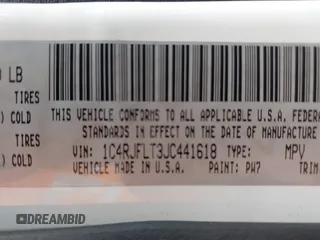 LB
TIRES
) COLD
THIS VEHICLE CONFORMS TO ALL APPLICABLE U.S.A. FEDERA
TIRES
STANDARDS IN EFFECT ON THE DATE OF MANUFACTURE
) COLD
VIN: 1C4RJFLT3JC441618 TYPE: MPV
VEHICLE MADE IN U.S.A. PAINT: PW7 TRIM
© DREAMBID